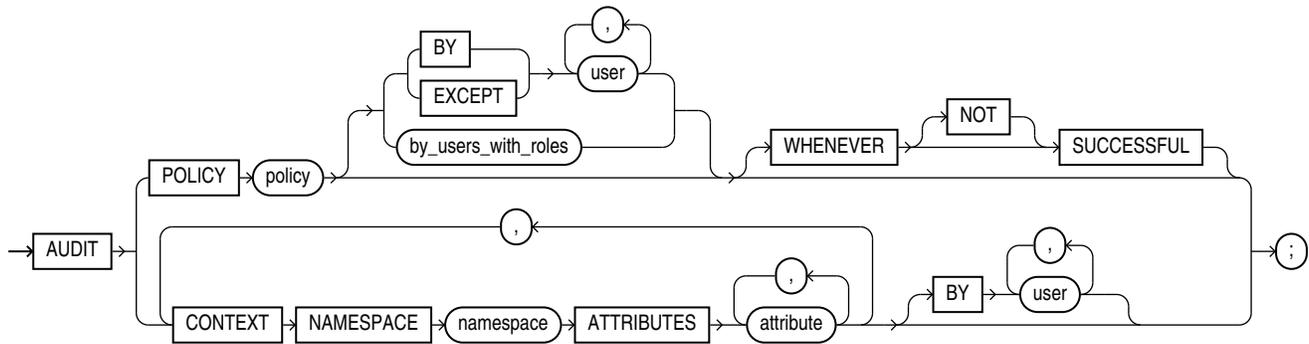 ,
BY
user
EXCEPT
by_users_with_roles
NOT
WHENEVER
SUCCESSFUL
POLICY
policy
AUDIT
,
,
,
CONTEXT
NAMESPACE
namespace
ATTRIBUTES
attribute
BY
user
;